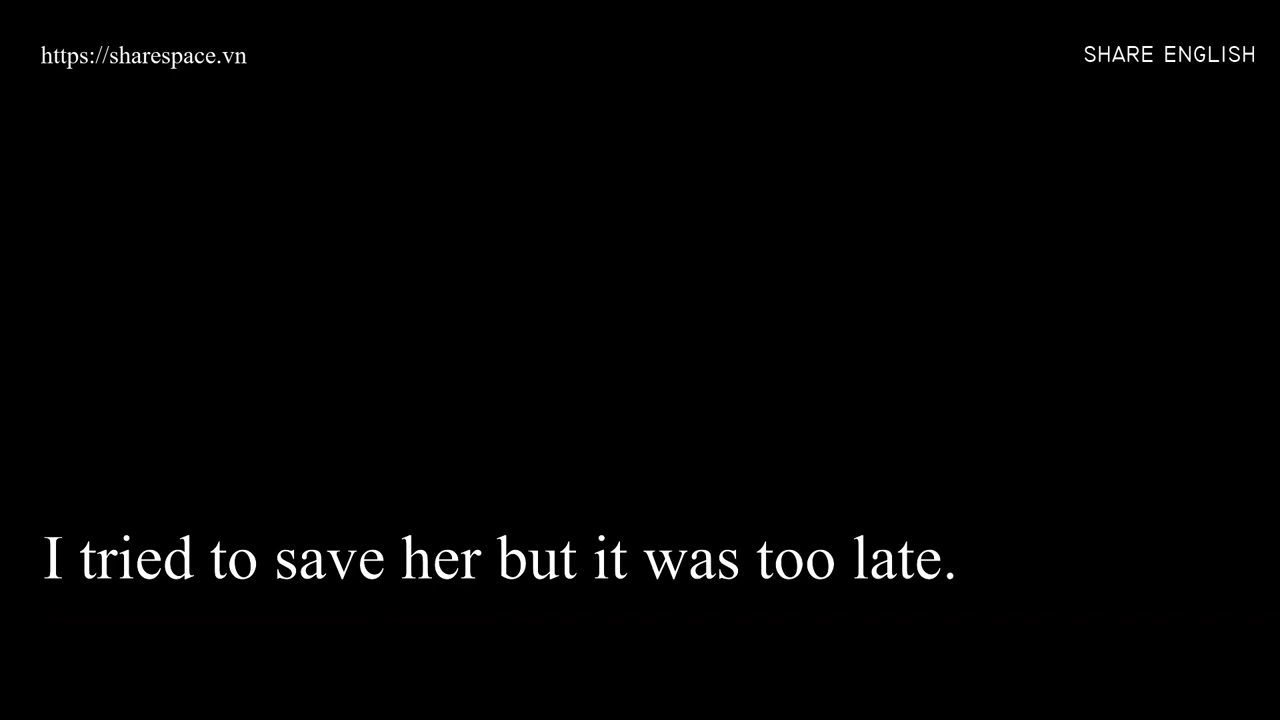 https://sharespace.vn
SHARE ENGLISH
I tried to save her but it was too late.